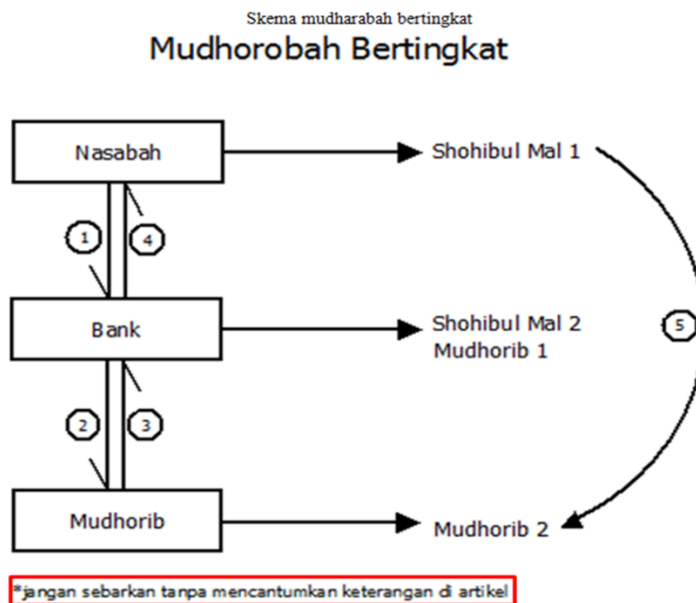 Skema mudharabah bertingkat
Mudhorobah Bertingkat
Nasabah
Shohibul Mal 1
1
4
Bank
Shohibul Mal 2
Mudhorib 1
5
2
3
Mudhorib
Mudhorib 2
*jangan sebarkan tanpa mencantumkan keterangan di artikel